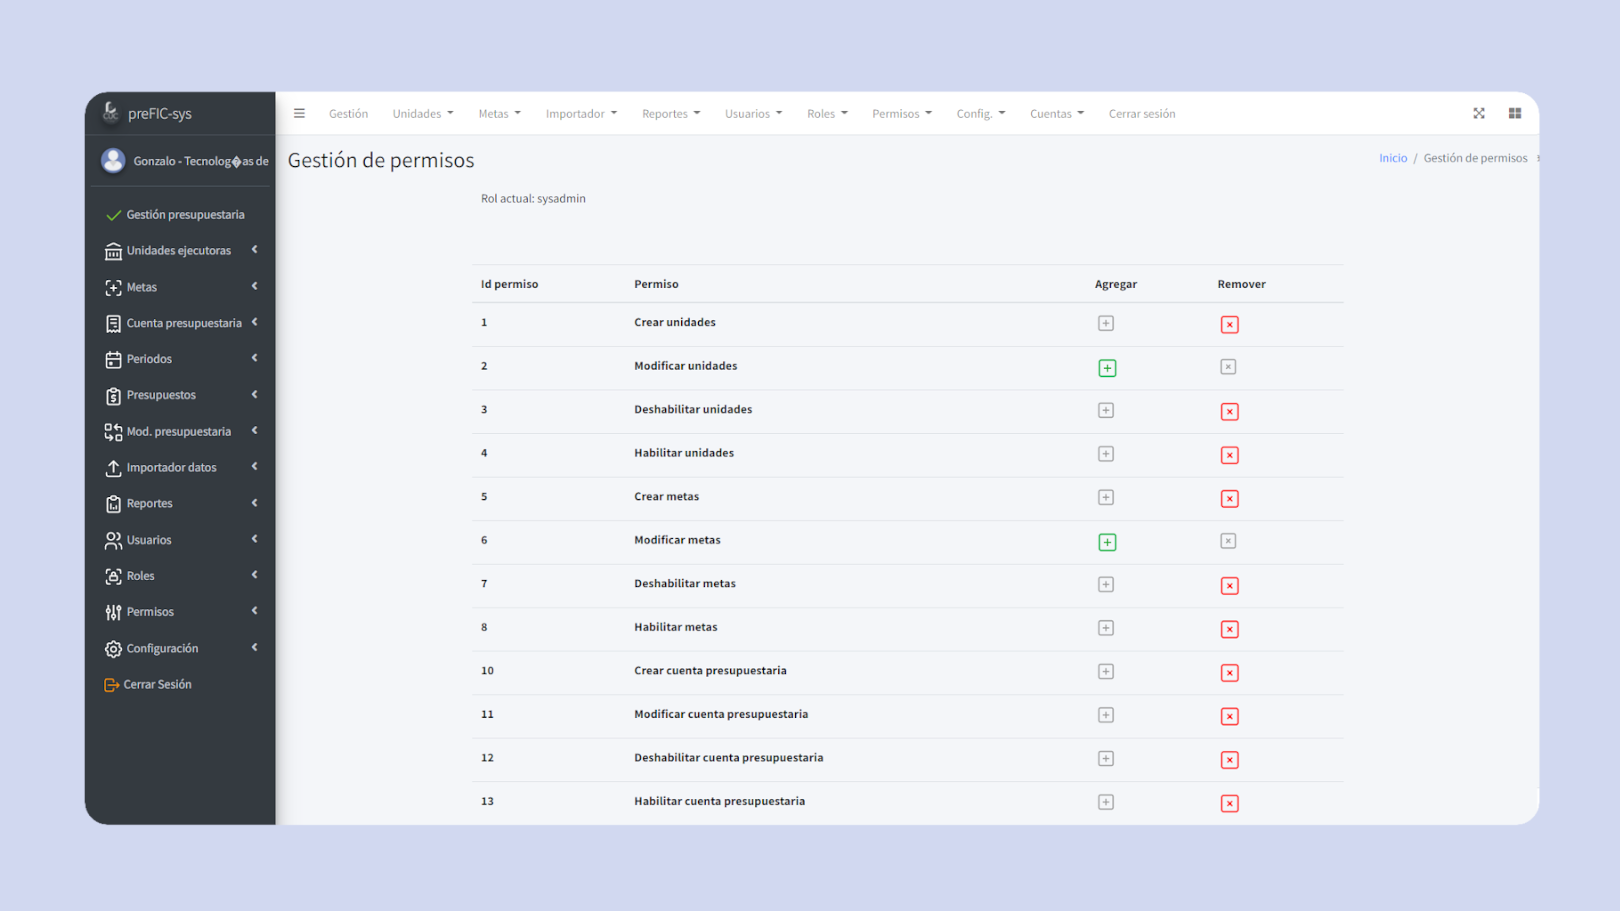 preFIC-sys
Gestión Unidades Metas Importador Reportes Usuarios Roles Permisos Config. Cuentas Cerrar sesión
Gonzalo - Tecnolog�as de
Gestión de permisos
Inicio / Gestión de permisos
Rol actual: sysadmin
Gestión presupuestaria
Unidades ejecutoras
Metas
Cuenta presupuestaria
Periodos
Presupuestos
Mod. presupuestaria
Importador datos
Reportes
Usuarios
Roles
Permisos
Configuración
Cerrar Sesión
Id permiso Permiso Agregar Remover
1 Crear unidades
2 Modificar unidades
3 Deshabilitar unidades
4 Habilitar unidades
5 Crear metas
6 Modificar metas
7 Deshabilitar metas
8 Habilitar metas
10 Crear cuenta presupuestaria
11 Modificar cuenta presupuestaria
12 Deshabilitar cuenta presupuestaria
13 Habilitar cuenta presupuestaria